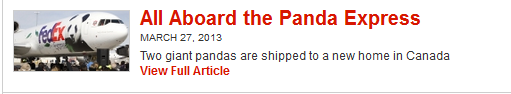 FedEx
All Aboard the Panda Express
MARCH 27, 2013
Two giant pandas are shipped to a new home in Canada
View Full Article